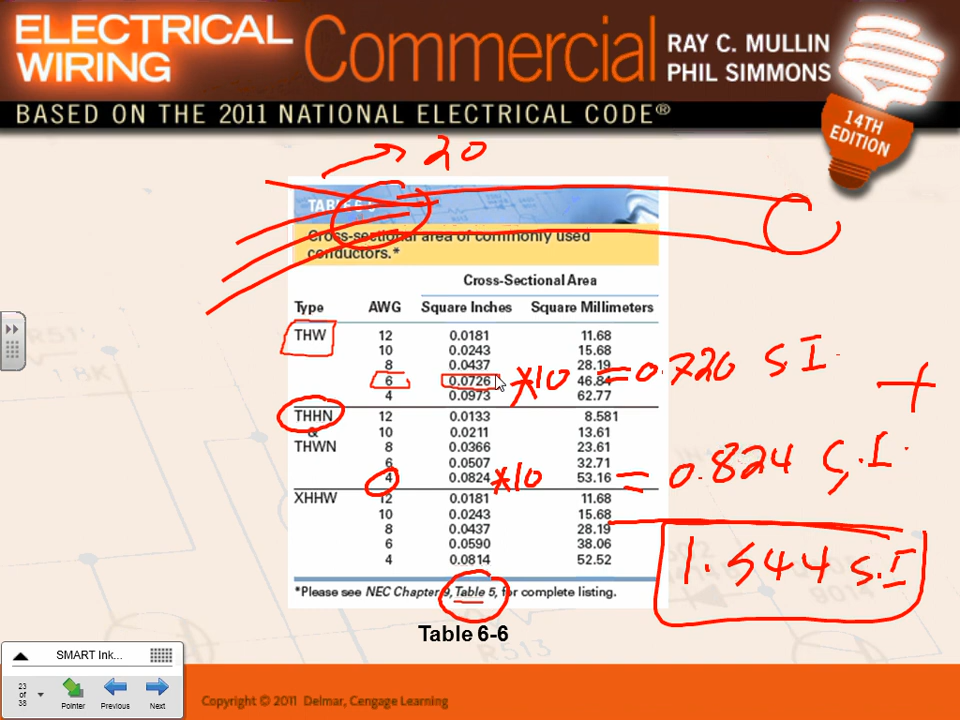 ELECTRICAL
WIRING
Commercial
RAY C. MULLIN
PHIL SIMMONS
BASED ON THE 2011 NATIONAL ELECTRICAL CODE®
14TH
EDITION
20
TABLE
Cross-sectional area of commonly used
conductors.*
Cross-Sectional Area
Type AWG Square Inches Square Millimeters
THW 12 0.0181 11.68
10 0.0243 15.68
8 0.0437 28.19
6 0.0726 46.84 *10 = 0.720 S.I.
4 0.0973 62.77 +
THHN 12 0.0133 8.581
& 10 0.0211 13.61
THWN 8 0.0366 23.61
6 0.0507 32.71
4 0.0824 53.16 *10 = 0.824 S.I.
XHHW 12 0.0181 11.68
10 0.0243 15.68
8 0.0437 28.19
6 0.0590 38.06
4 0.0814 52.52
1.544 S.I
*Please see NEC Chapter 9, Table 5, for complete listing.
Table 6-6
SMART Ink...
23
of
38
Pointer Previous Next
Copyright © 2011 Delmar, Cengage Learning
R513